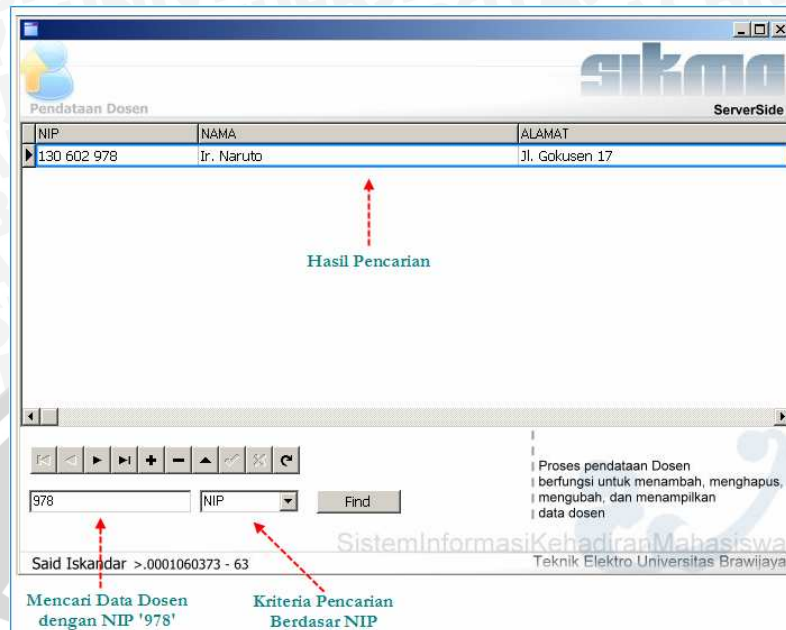 sikma
Pendataan Dosen
ServerSide
NIP NAMA ALAMAT
130 602 978 Ir. Naruto Jl. Gokusen 17
Hasil Pencarian
Proses pendataan Dosen
berfungsi untuk menambah, menghapus,
mengubah, dan menampilkan
data dosen
978 NIP Find
SistemInformasiKehadiranMahasiswa
Said Iskandar >.0001060373 - 63 Teknik Elektro Universitas Brawijaya
Mencari Data Dosen
dengan NIP '978'
Kriteria Pencarian
Berdasar NIP